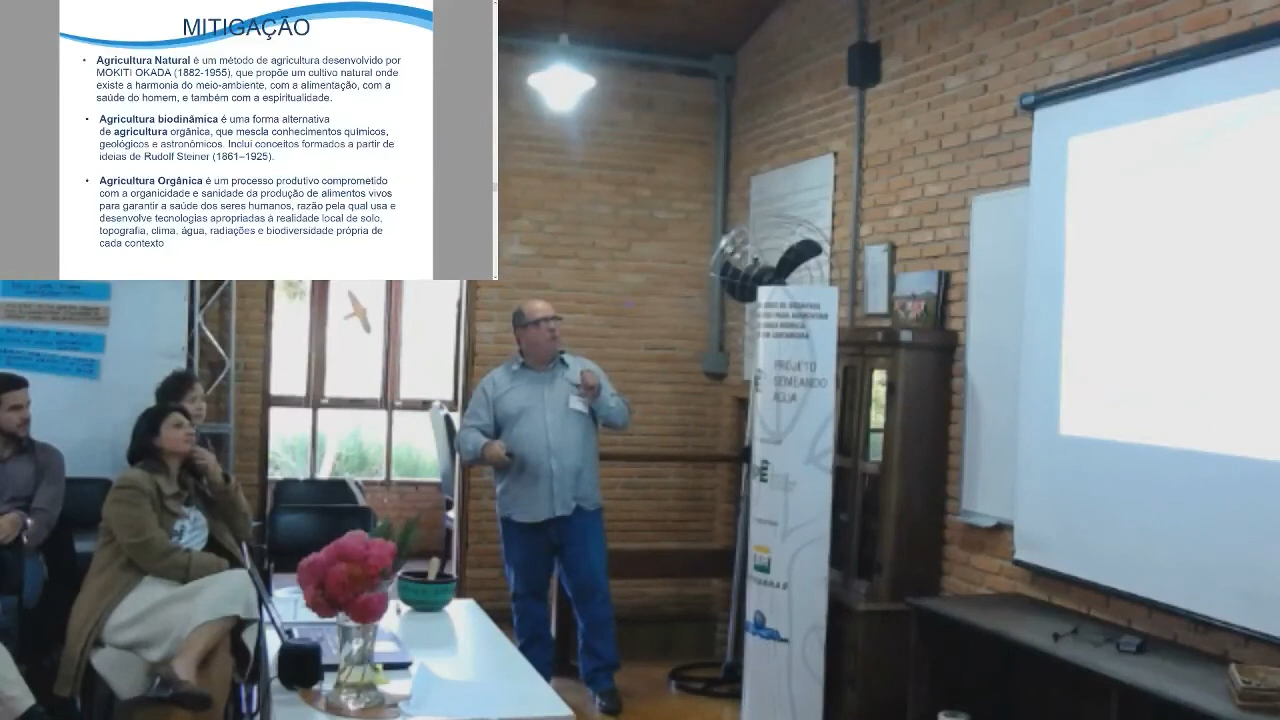 MITIGAÇÃO
• Agricultura Natural é um método de agricultura desenvolvido por
MOKITI OKADA (1882-1955), que propõe um cultivo natural onde
existe a harmonia do meio-ambiente, com a alimentação, com a
saúde do homem, e também com a espiritualidade.
• Agricultura biodinâmica é uma forma alternativa
de agricultura orgânica, que mescla conhecimentos químicos,
geológicos e astronômicos. Inclui conceitos formados a partir de
ideias de Rudolf Steiner (1861–1925).
• Agricultura Orgânica é um processo produtivo comprometido
com a organicidade e sanidade da produção de alimentos vivos
para garantir a saúde dos seres humanos, razão pela qual usa e
desenvolve tecnologias apropriadas à realidade local de solo,
topografia, clima, água, radiações e biodiversidade própria de
cada contexto
PROJETO
SEMEANDO
ÁGUA